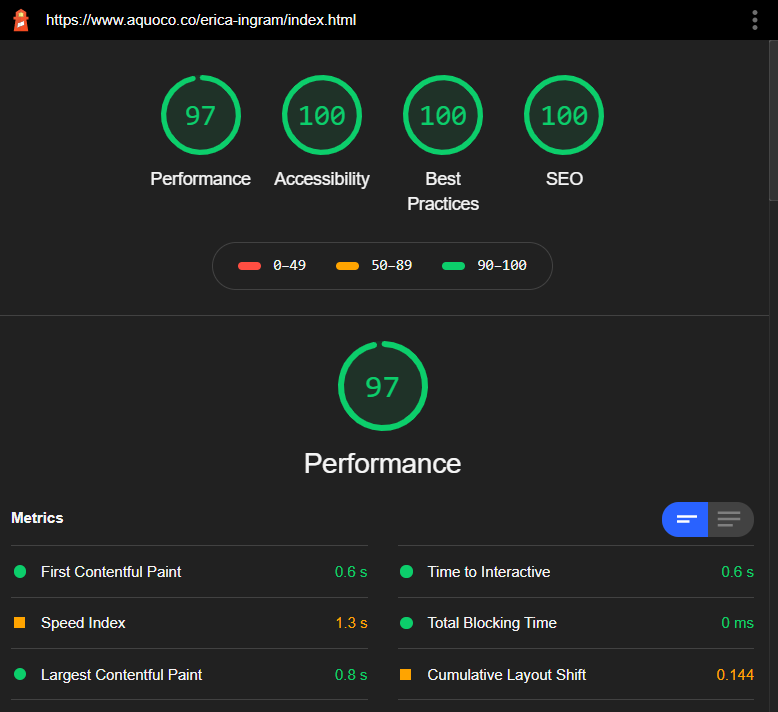 https://www.aquoco.co/erica-ingram/index.html
97
100
100
100
Performance
Accessibility
Best
Practices
SEO
0–49
50–89
90–100
97
Performance
Metrics
First Contentful Paint 0.6 s
Time to Interactive 0.6 s
Speed Index 1.3 s
Total Blocking Time 0 ms
Largest Contentful Paint 0.8 s
Cumulative Layout Shift 0.144